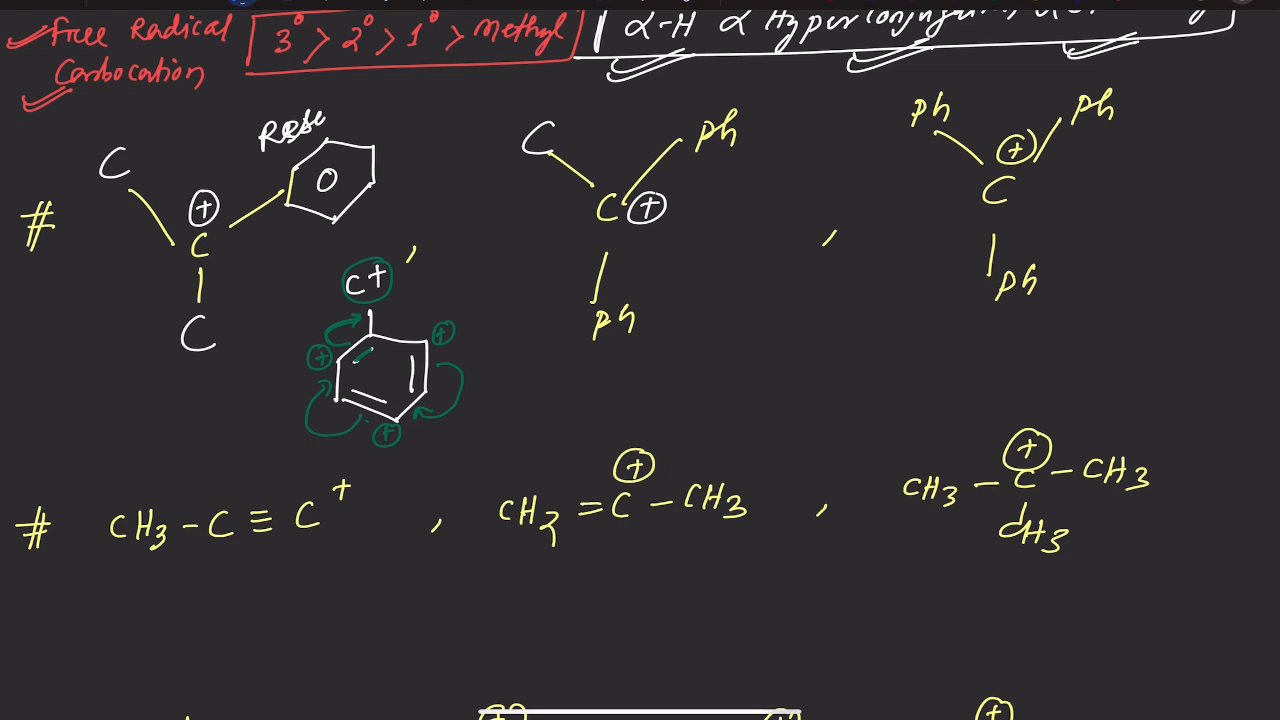 Free Radical 3° > 2° > 1° > Methyl
α-H α Hyperconjugation
Carbocation
C C⊕ C
C Ph C⊕ Ph
Ph Ph C⊕ Ph
C+
⊕ ⊕ ⊕
# CH3-C≡C+ , CH2=C⊕-CH3 , CH3-C⊕-CH3
CH3